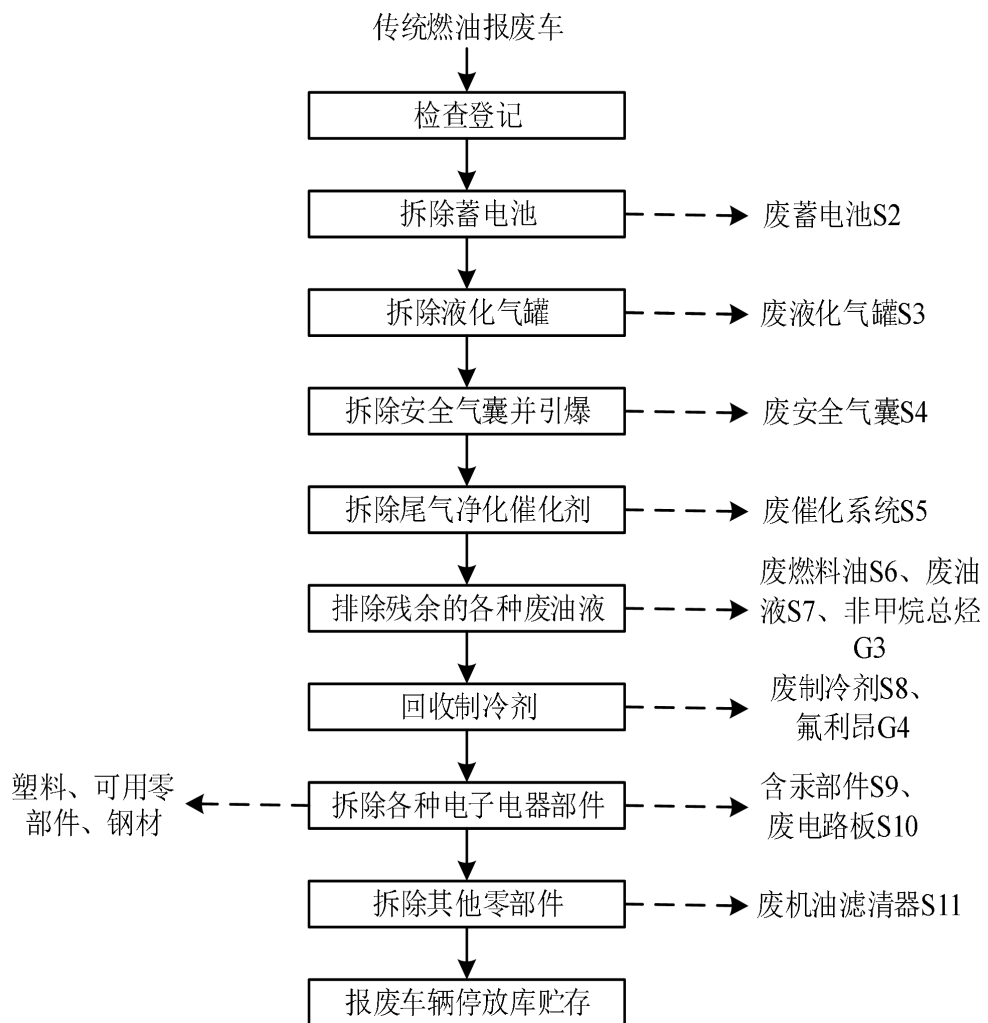 传统燃油报废车
检查登记
拆除蓄电池
废蓄电池S2
拆除液化气罐
废液化气罐S3
拆除安全气囊并引爆
废安全气囊S4
拆除尾气净化催化剂
废催化系统S5
排除残余的各种废油液
废燃料油S6、废油
液S7、非甲烷总烃
G3
回收制冷剂
废制冷剂S8、
氟利昂G4
塑料、可用零
部件、钢材
拆除各种电子电器部件
含汞部件S9、
废电路板S10
拆除其他零部件
废机油滤清器S11
报废车辆停放库贮存